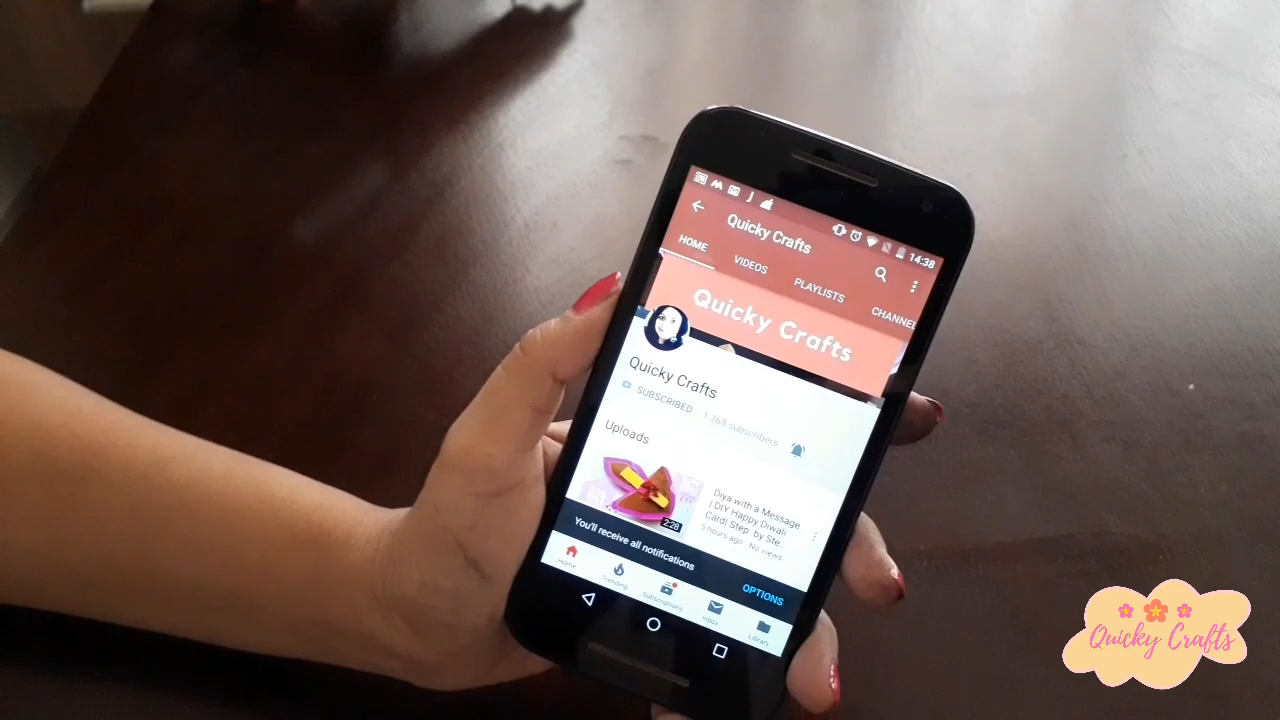 14:38
Quicky Crafts
HOME
VIDEOS
PLAYLISTS
CHANNEL
Quicky Crafts
Quicky Crafts
SUBSCRIBED 1,368 subscribers
Uploads
2:28
Diya with a Message
| DIY Happy Diwali
Card| Step by Ste...
5 hours ago No views
You'll receive all notifications
OPTIONS
Home
Trending
Subscriptions
Inbox
Library
Quicky Crafts